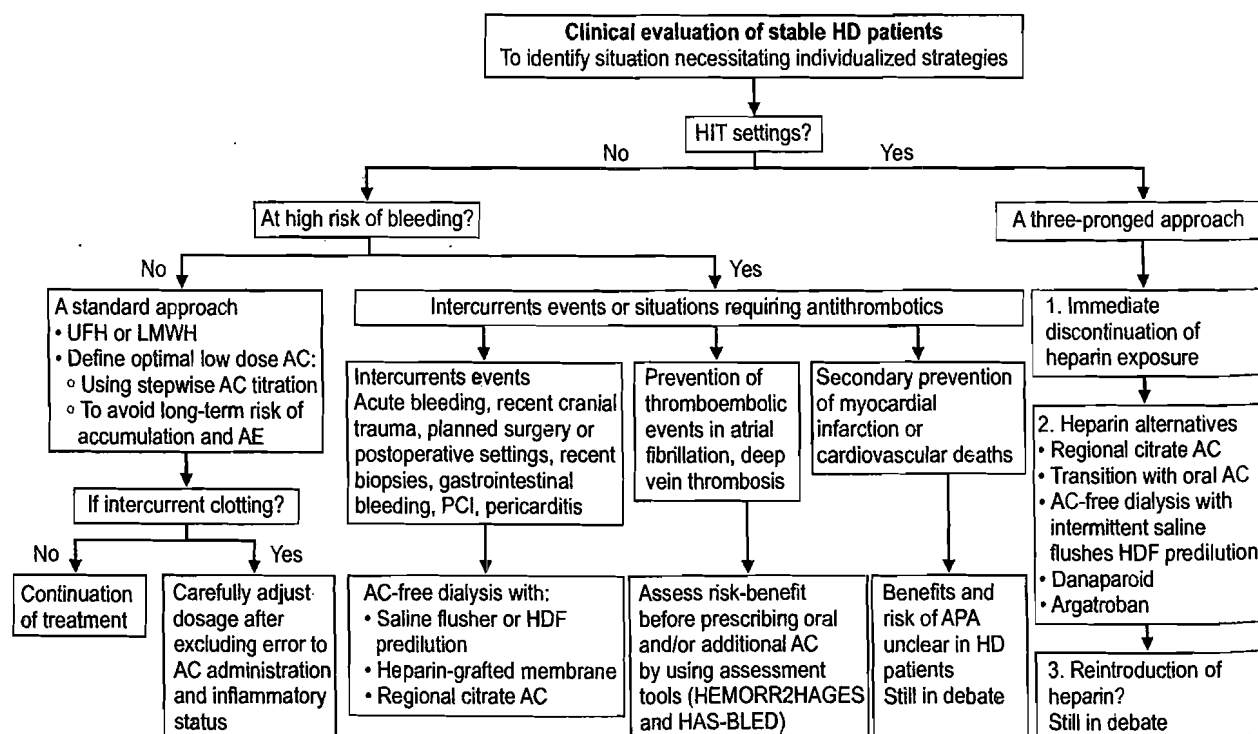 Clinical evaluation of stable HD patients
To identify situation necessitating individualized strategies
HIT settings?
No
Yes
At high risk of bleeding?
A three-pronged approach
No
Yes
A standard approach
• UFH or LMWH
• Define optimal low dose AC:
o Using stepwise AC titration
o To avoid long-term risk of
accumulation and AE
Intercurrents events or situations requiring antithrombotics
1. Immediate
discontinuation of
heparin exposure
Intercurrents events
Acute bleeding, recent cranial
trauma, planned surgery or
postoperative settings, recent
biopsies, gastrointestinal
bleeding, PCI, pericarditis
Prevention of
thromboembolic
events in atrial
fibrillation, deep
vein thrombosis
Secondary prevention
of myocardial
infarction or
cardiovascular deaths
2. Heparin alternatives
• Regional citrate AC
• Transition with oral AC
• AC-free dialysis with
intermittent saline
flushes HDF predilution
• Danaparoid
• Argatroban
If intercurrent clotting?
No
Yes
Continuation
of treatment
Carefully adjust
dosage after
excluding error to
AC administration
and inflammatory
status
AC-free dialysis with:
• Saline flusher or HDF
predilution
• Heparin-grafted membrane
• Regional citrate AC
Assess risk-benefit
before prescribing oral
and/or additional AC
by using assessment
tools (HEMORR2HAGES
and HAS-BLED)
Benefits and
risk of APA
unclear in HD
patients
Still in debate
3. Reintroduction of
heparin?
Still in debate